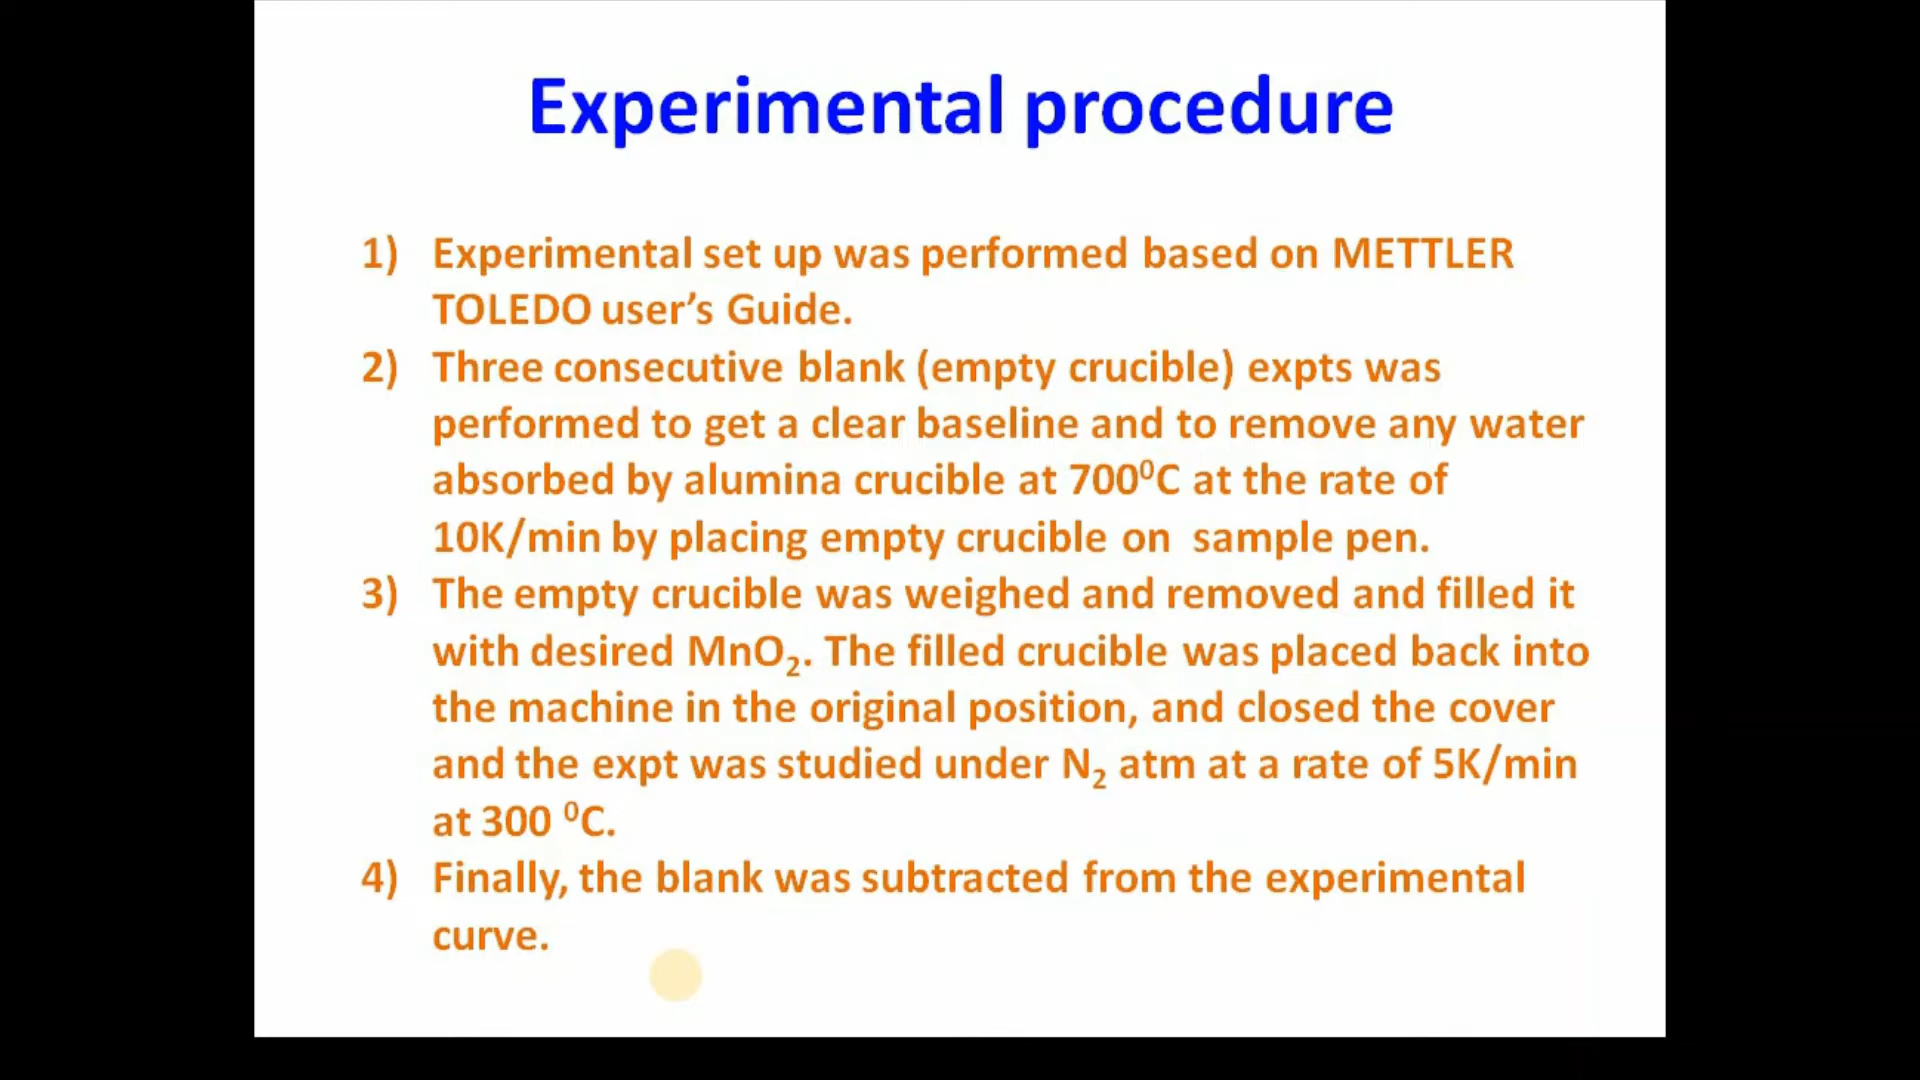 Experimental procedure
1) Experimental set up was performed based on METTLER
TOLEDO user’s Guide.
2) Three consecutive blank (empty crucible) expts was
performed to get a clear baseline and to remove any water
absorbed by alumina crucible at 700⁰C at the rate of
10K/min by placing empty crucible on sample pen.
3) The empty crucible was weighed and removed and filled it
with desired MnO₂. The filled crucible was placed back into
the machine in the original position, and closed the cover
and the expt was studied under N₂ atm at a rate of 5K/min
at 300 ⁰C.
4) Finally, the blank was subtracted from the experimental
curve.